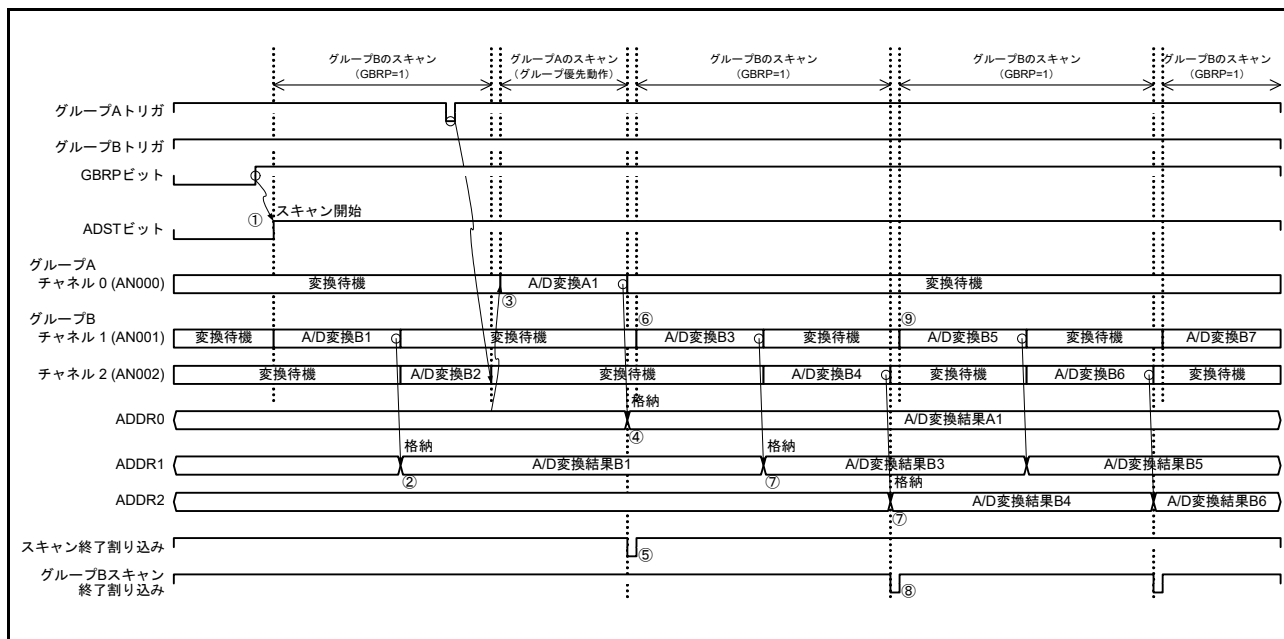 グループBのスキャン
（GBRP=1）
グループAのスキャン
（グループ優先動作）
グループBのスキャン
（GBRP=1）
グループBのスキャン
（GBRP=1）
グループBのスキャン
（GBRP=1）
グループAトリガ
グループBトリガ
GBRPビット
① スキャン開始
ADSTビット
グループA
チャネル 0 (AN000) 変換待機 A/D変換A1 変換待機
③
グループB ⑥ ⑨
チャネル 1 (AN001) 変換待機 A/D変換B1 変換待機 A/D変換B3 変換待機 A/D変換B5 変換待機 A/D変換B7
チャネル 2 (AN002) 変換待機 A/D変換B2 変換待機 A/D変換B4 変換待機 A/D変換B6 変換待機
格納
ADDR0 A/D変換結果A1
④
格納 格納
ADDR1 A/D変換結果B1 A/D変換結果B3 A/D変換結果B5
② ⑦ 格納
ADDR2 A/D変換結果B4 A/D変換結果B6
⑦
スキャン終了割り込み ⑤
グループBスキャン
終了割り込み ⑧